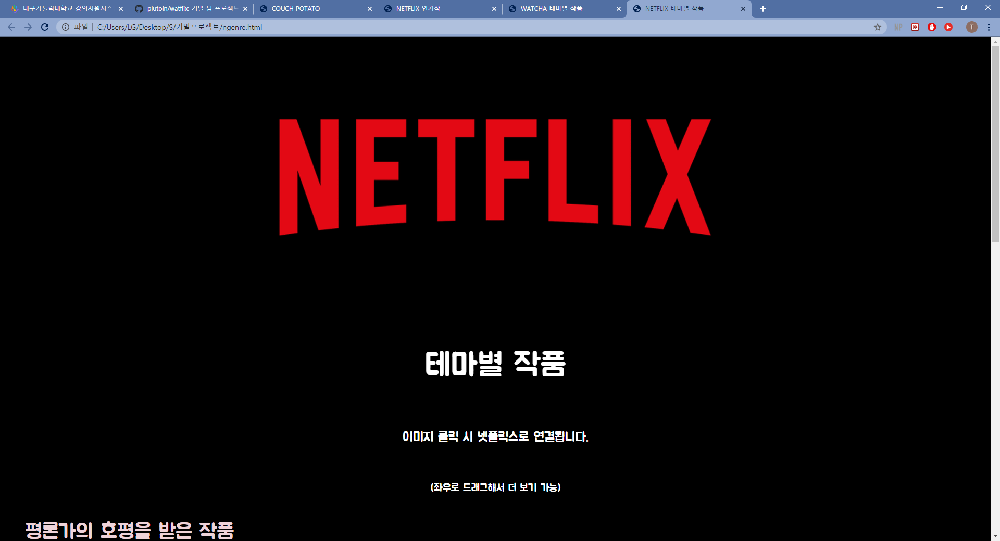 대구가톨릭대학교 강의지원시스
plutoin/watflix: 기말 텀 프로젝트
COUCH POTATO
NETFLIX 인기작
WATCHA 테마별 작품
NETFLIX 테마별 작품
파일
C:/Users/LG/Desktop/S/기말프로젝트/ngenre.html
NP
T
NETFLIX
테마별 작품
이미지 클릭 시 넷플릭스로 연결됩니다.
(좌우로 드래그해서 더 보기 가능)
평론가의 호평을 받은 작품